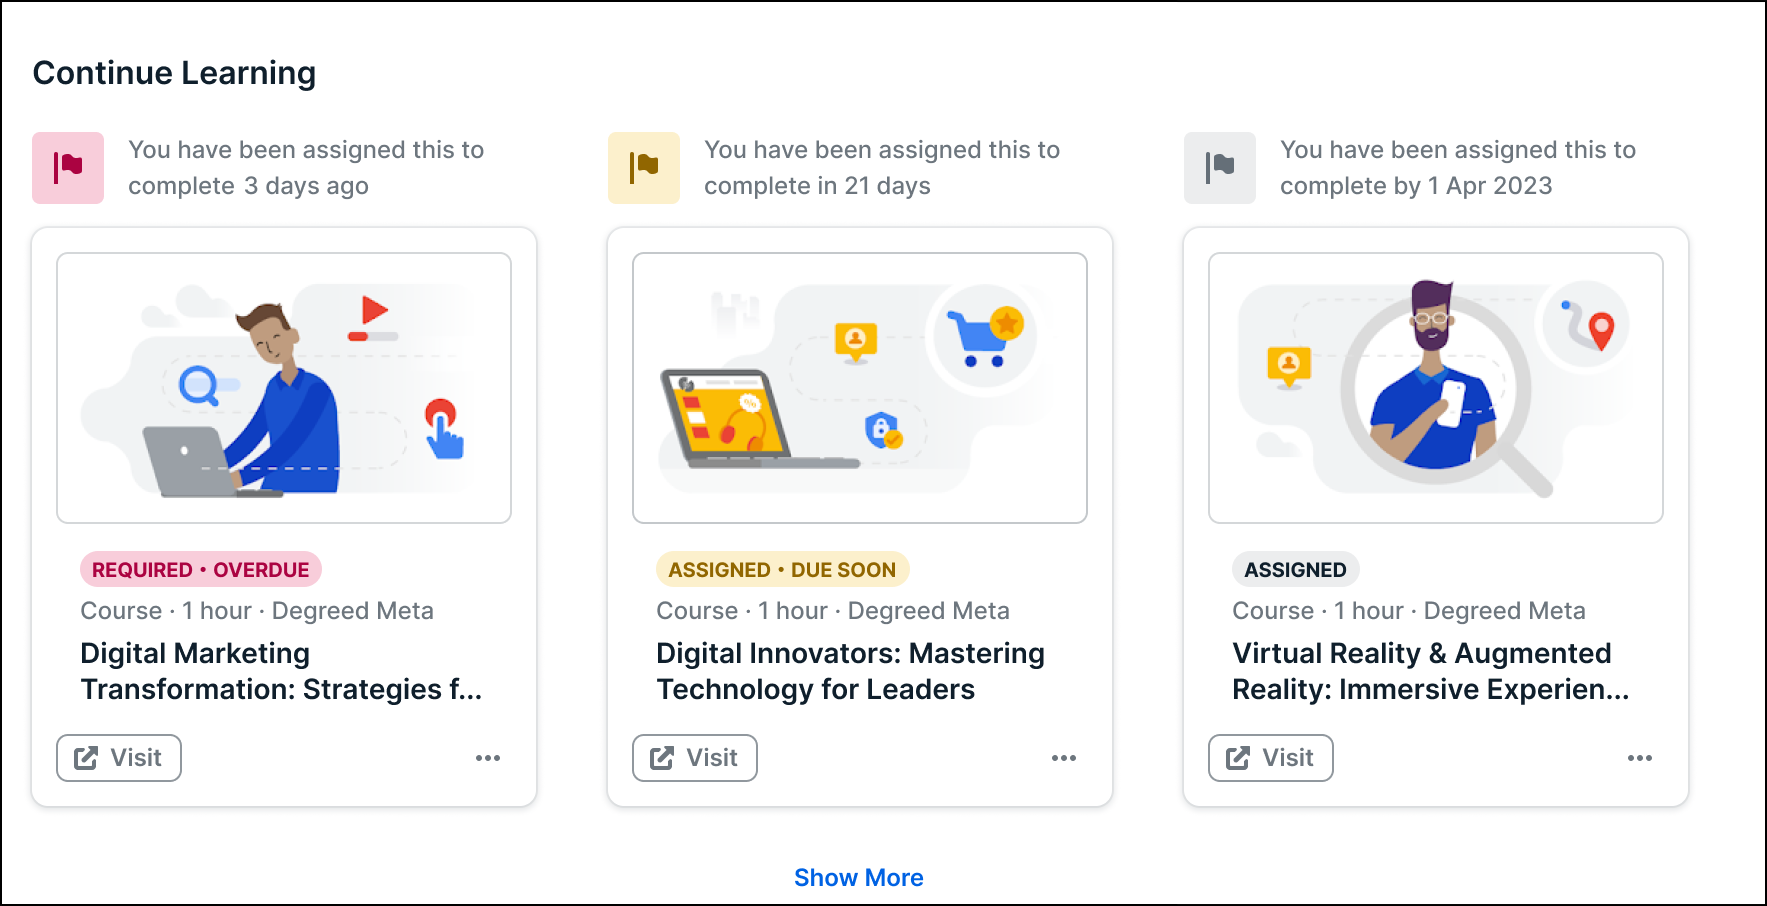 Continue Learning
You have been assigned this to
complete 3 days ago
REQUIRED • OVERDUE
Course · 1 hour · Degreed Meta
Digital Marketing
Transformation: Strategies f...
Visit
You have been assigned this to
complete in 21 days
%
ASSIGNED • DUE SOON
Course · 1 hour · Degreed Meta
Digital Innovators: Mastering
Technology for Leaders
Visit
You have been assigned this to
complete by 1 Apr 2023
ASSIGNED
Course · 1 hour · Degreed Meta
Virtual Reality & Augmented
Reality: Immersive Experien...
Visit
Show More